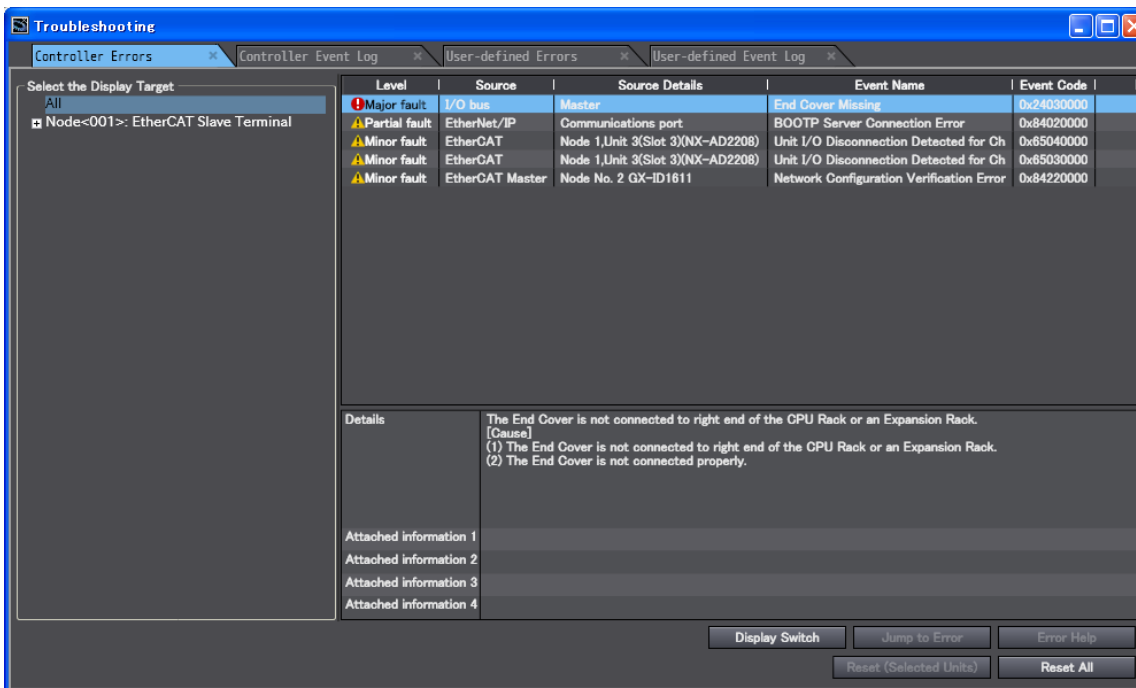 Troubleshooting
Controller Errors × Controller Event Log × User-defined Errors × User-defined Event Log ×
Select the Display Target
All
Node<001>: EtherCAT Slave Terminal
Level Source Source Details Event Name Event Code
Major fault I/O bus Master End Cover Missing 0x24030000
Partial fault EtherNet/IP Communications port BOOTP Server Connection Error 0x84020000
Minor fault EtherCAT Node 1,Unit 3(Slot 3)(NX-AD2208) Unit I/O Disconnection Detected for Ch 0x65040000
Minor fault EtherCAT Node 1,Unit 3(Slot 3)(NX-AD2208) Unit I/O Disconnection Detected for Ch 0x65030000
Minor fault EtherCAT Master Node No. 2 GX-ID1611 Network Configuration Verification Error 0x84220000
Details
The End Cover is not connected to right end of the CPU Rack or an Expansion Rack.
[Cause]
(1) The End Cover is not connected to right end of the CPU Rack or an Expansion Rack.
(2) The End Cover is not connected properly.
Attached information 1
Attached information 2
Attached information 3
Attached information 4
Display Switch Jump to Error Error Help
Reset (Selected Units) Reset All